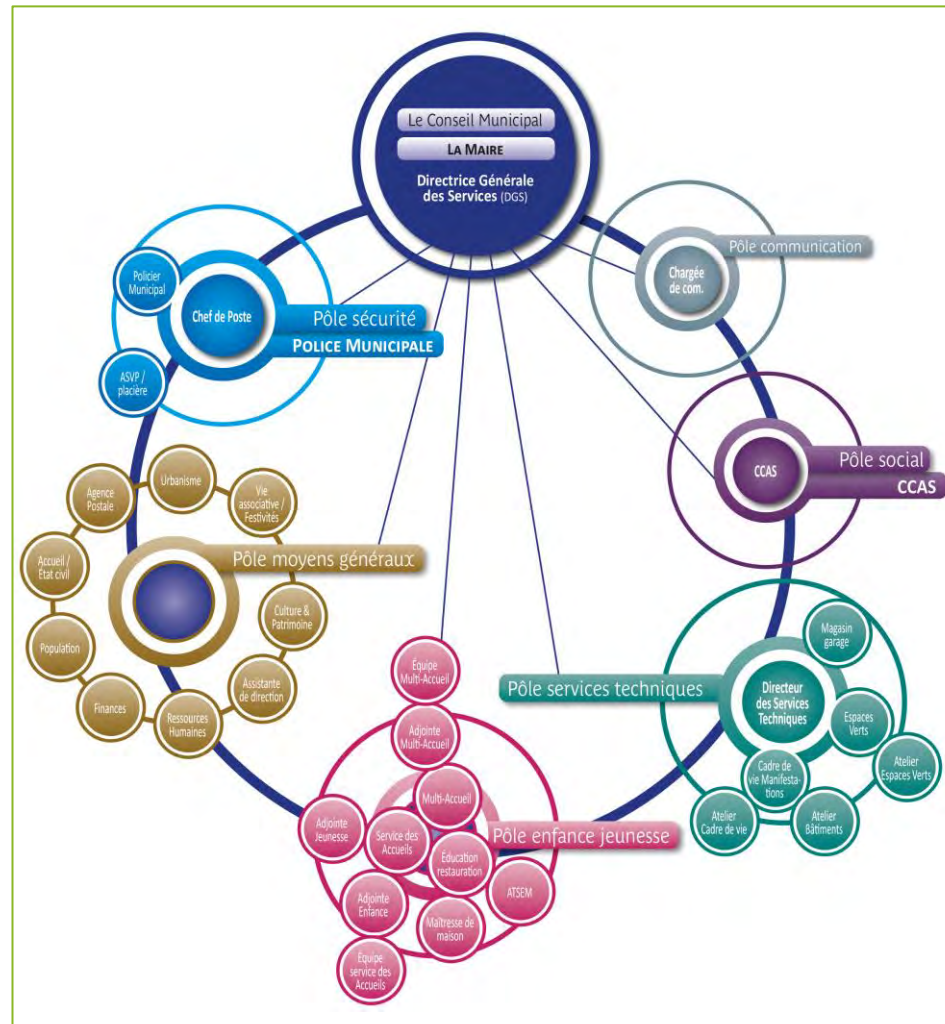 Le Conseil Municipal
LA MAIRE
Directrice Générale
des Services (DGS)
Pôle communication
Chargée
de com.
Policier
Municipal
Chef de Poste
Pôle sécurité
POLICE MUNICIPALE
ASVP /
placière
CCAS
Pôle social
CCAS
Urbanisme
Agence
Postale
Vie
associative /
Festivités
Accueil /
État civil
Pôle moyens généraux
Culture &
Patrimoine
Population
Assistante
de direction
Finances
Ressources
Humaines
Magasin
garage
Pôle services techniques
Directeur
des Services
Techniques
Espaces
Verts
Atelier
Espaces Verts
Cadre de
vie Manifesta-
tions
Atelier
Cadre de vie
Atelier
Bâtiments
Équipe
Multi-Accueil
Adjointe
Multi-Accueil
Multi-Accueil
Adjointe
Jeunesse
Service des
Accueils
Pôle enfance jeunesse
Éducation
restauration
ATSEM
Adjointe
Enfance
Maîtresse de
maison
Équipe
service des
Accueils